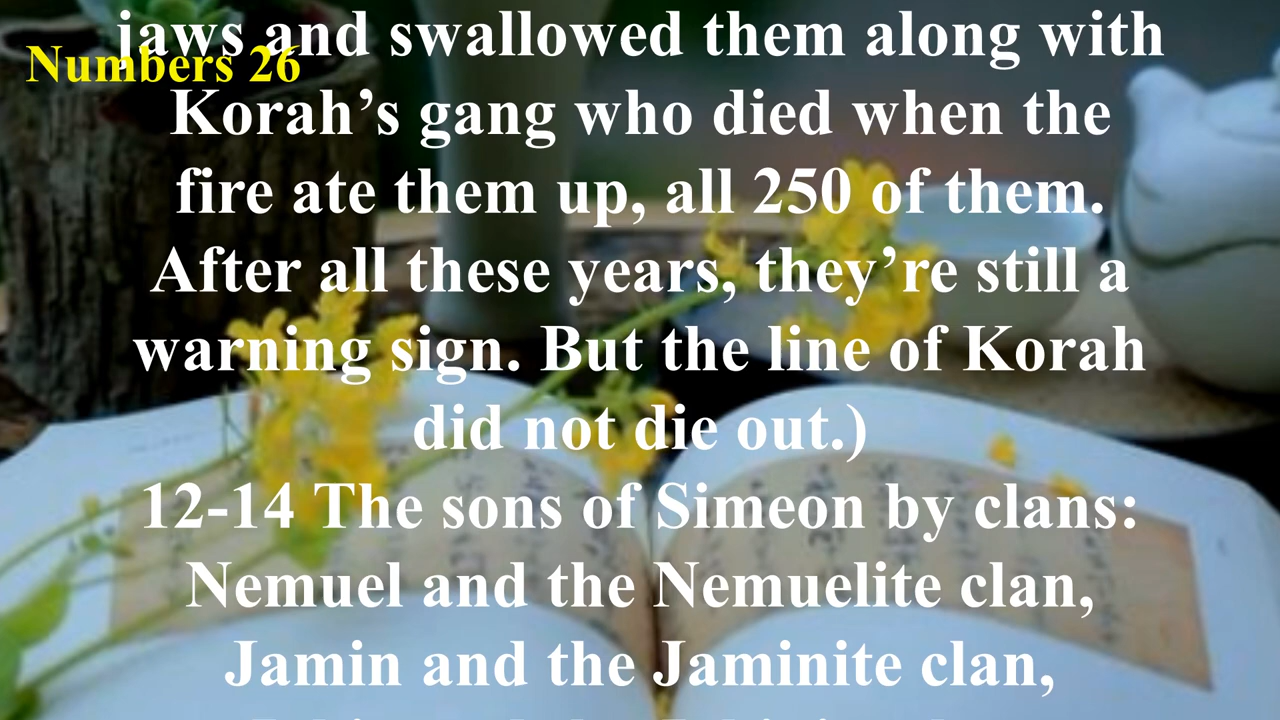 jaws and swallowed them along with
Numbers 26
Korah’s gang who died when the
fire ate them up, all 250 of them.
After all these years, they’re still a
warning sign. But the line of Korah
did not die out.)
12-14 The sons of Simeon by clans:
Nemuel and the Nemuelite clan,
Jamin and the Jaminite clan,